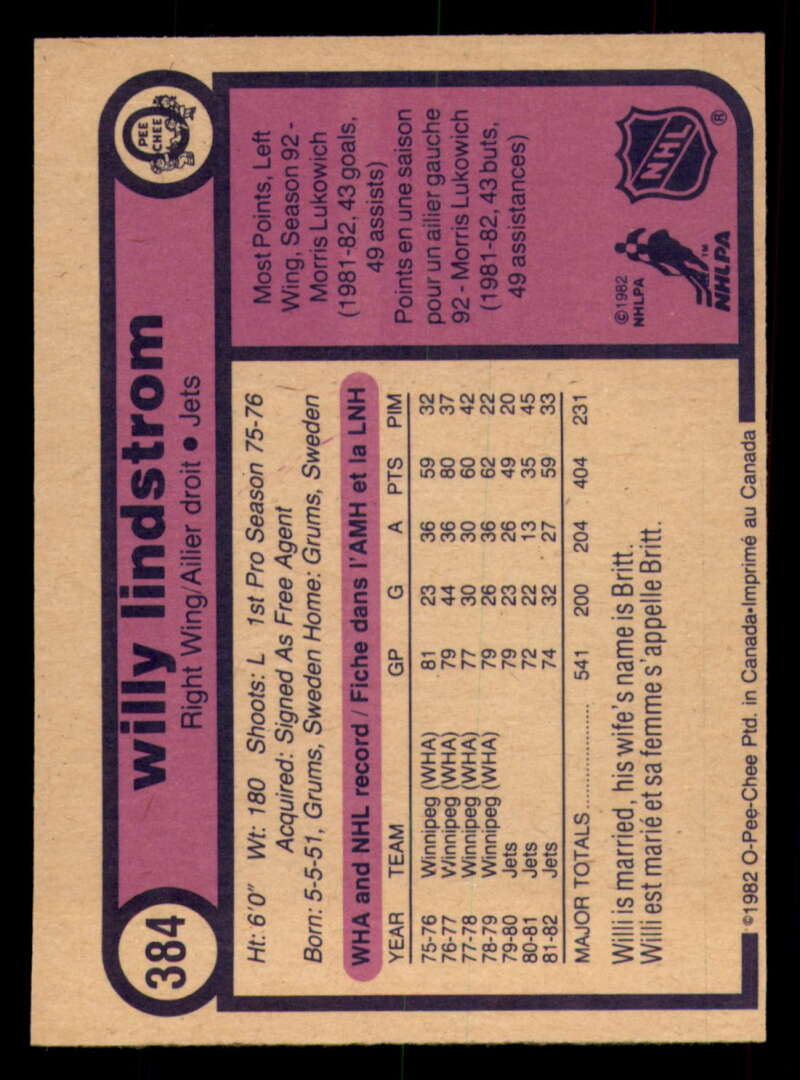 384
willy lindstrom
Right Wing/Ailier droit • Jets
O
PEE
CHEE
Ht: 6'0" Wt: 180 Shoots: L 1st Pro Season 75-76
Acquired: Signed As Free Agent
Born: 5-5-51, Grums, Sweden Home: Grums, Sweden
WHA and NHL record / Fiche dans l'AMH et la LNH
YEAR TEAM GP G A PTS PIM
75-76 Winnipeg (WHA) 81 23 36 59 32
76-77 Winnipeg (WHA) 79 44 36 80 37
77-78 Winnipeg (WHA) 77 30 30 60 42
78-79 Winnipeg (WHA) 79 26 36 62 22
79-80 Jets 79 23 26 49 20
80-81 Jets 72 22 13 35 45
81-82 Jets 74 32 27 59 33
MAJOR TOTALS.................. 541 200 204 404 231
Willi is married, his wife's name is Britt.
Willi est marié et sa femme s'appelle Britt.
©1982 O-Pee-Chee Ptd. in Canada•Imprimé au Canada
Most Points, Left
Wing, Season 92 -
Morris Lukowich
(1981-82, 43 goals,
49 assists)
Points en une saison
pour un ailier gauche
92 - Morris Lukowich
(1981-82, 43 buts,
49 assistances)
©1982
NHLPA
NHLPA
™
NHL
®